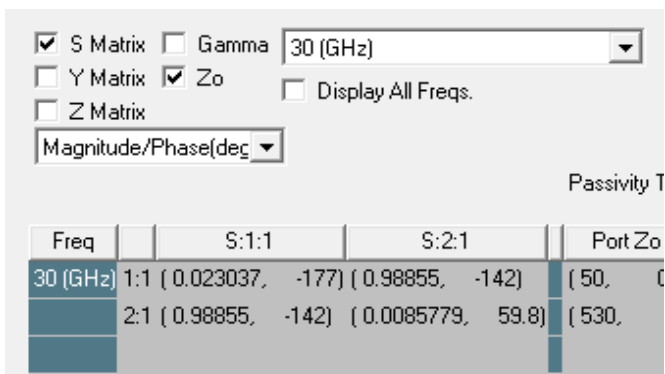 S Matrix Gamma 30 (GHz)
Y Matrix Zo Display All Freqs.
Z Matrix
Magnitude/Phase(deg
Passivity T
Freq S:1:1 S:2:1 Port Zo
30 (GHz) 1:1 ( 0.023037, -177) ( 0.98855, -142) ( 50, 0
2:1 ( 0.98855, -142) ( 0.0085779, 59.8) ( 530,